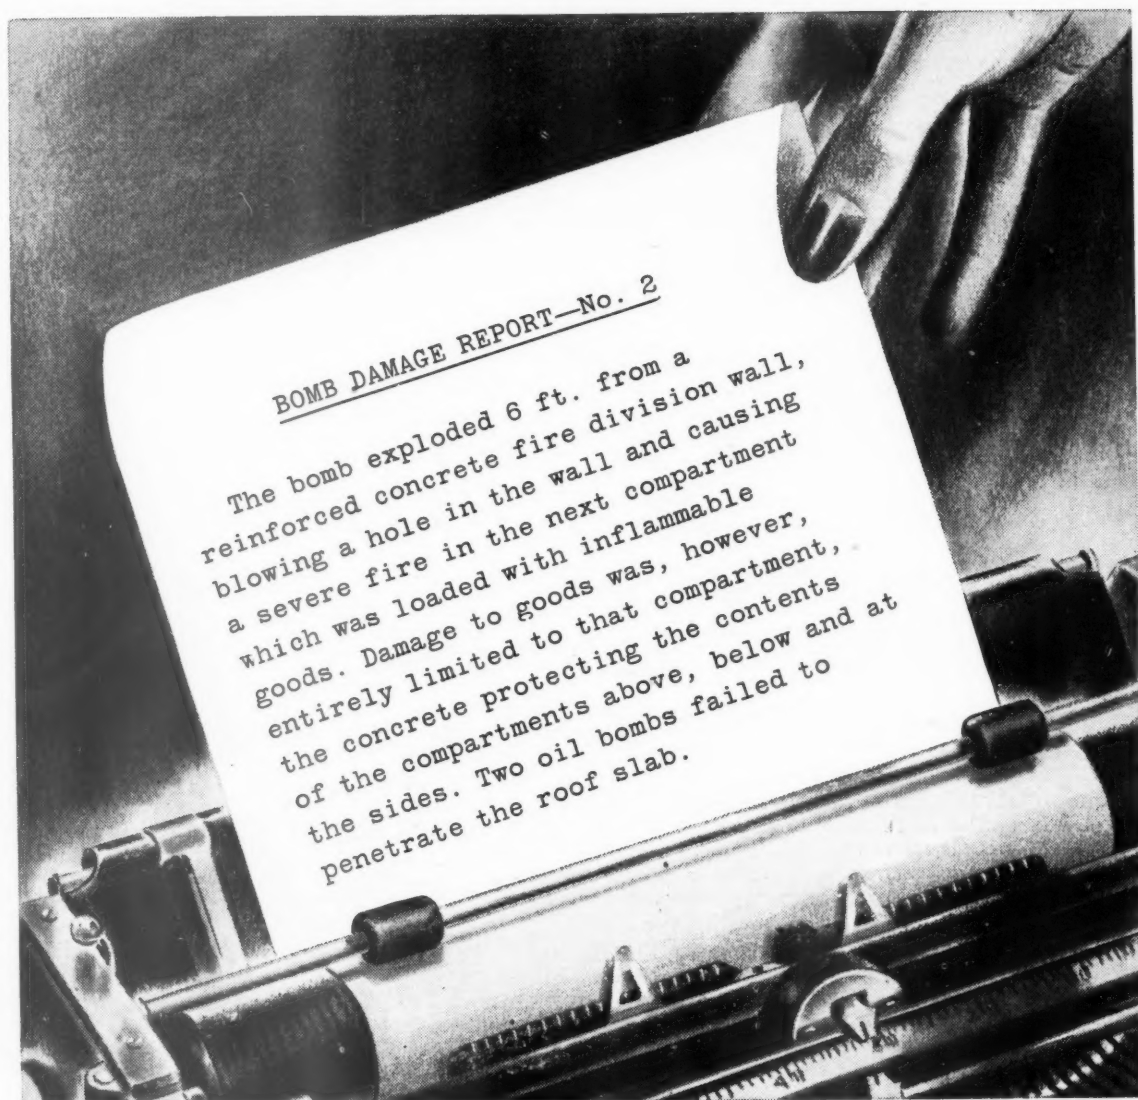 BOMB DAMAGE REPORT—No. 2
The bomb exploded 6 ft. from a
reinforced concrete fire division wall,
blowing a hole in the wall and causing
a severe fire in the next compartment
which was loaded with inflammable
goods. Damage to goods was, however,
entirely limited to that compartment,
the concrete protecting the contents
of the compartments above, below and at
the sides. Two oil bombs failed to
penetrate the roof slab.